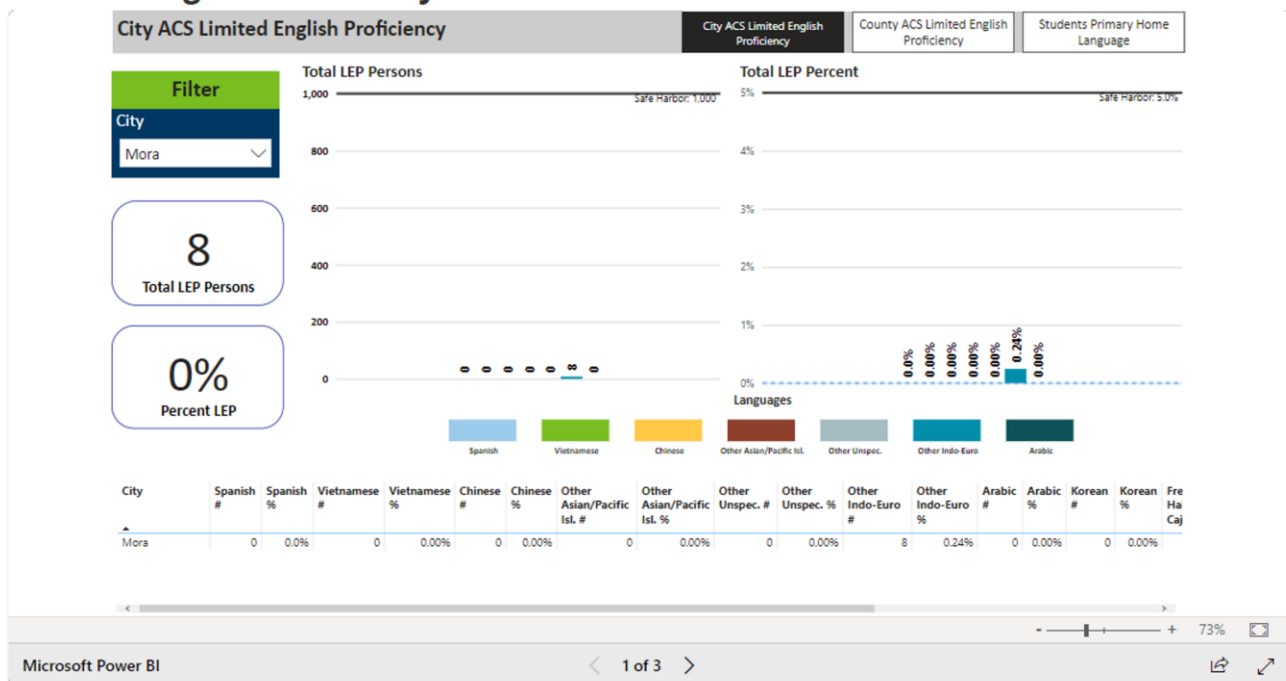 City ACS Limited English Proficiency
City ACS Limited English Proficiency
County ACS Limited English Proficiency
Students Primary Home Language
Filter
City
Mora
8
Total LEP Persons
0%
Percent LEP
Total LEP Persons
1,000
Safe Harbor: 1,000
800
600
400
200
0
0 0 0 0 0 8 0
Total LEP Percent
5%
Safe Harbor: 5.0%
4%
3%
2%
1%
0%
0.0% 0.00% 0.00% 0.00% 0.00% 0.24% 0.00%
Languages
Spanish Vietnamese Chinese Other Asian/Pacific Isl. Other Unspec. Other Indo-Euro Arabic
City Spanish # Spanish % Vietnamese # Vietnamese % Chinese # Chinese % Other Asian/Pacific Isl. # Other Asian/Pacific Isl. % Other Unspec. # Other Unspec. % Other Indo-Euro # Other Indo-Euro % Arabic # Arabic % Korean # Korean %
Mora 0 0.0% 0 0.00% 0 0.00% 0 0.00% 0 0.00% 8 0.24% 0 0.00% 0 0.00%
- + 73%
Microsoft Power BI
1 of 3